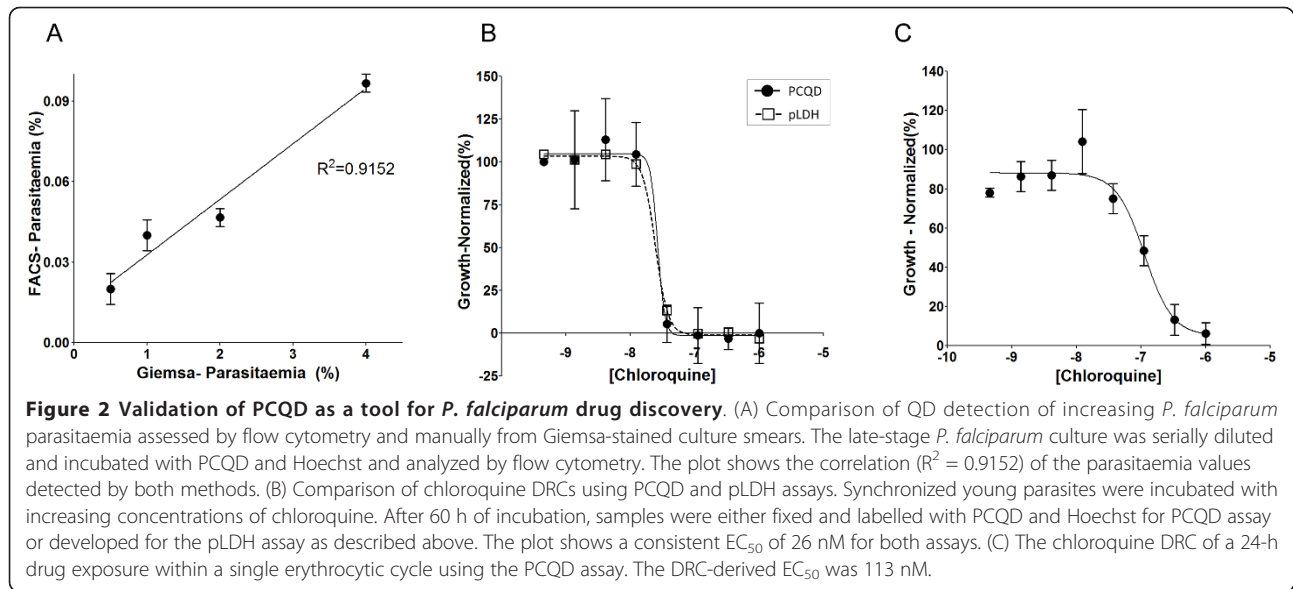 A
FACS- Parasitaemia (%)
0.09
0.06
0.03
0.00
R²=0.9152
0 1 2 3 4
Giemsa- Parasitaemia (%)
B
Growth-Normalized(%)
150
125
100
75
50
25
0
-25
PCQD
pLDH
-9 -8 -7 -6 -5
[Chloroquine]
C
Growth - Normalized(%)
140
120
100
80
60
40
20
0
-10 -9 -8 -7 -6 -5
[Chloroquine]
Figure 2 Validation of PCQD as a tool for P. falciparum drug discovery. (A) Comparison of QD detection of increasing P. falciparum
parasitaemia assessed by flow cytometry and manually from Giemsa-stained culture smears. The late-stage P. falciparum culture was serially diluted
and incubated with PCQD and Hoechst and analyzed by flow cytometry. The plot shows the correlation (R² = 0.9152) of the parasitaemia values
detected by both methods. (B) Comparison of chloroquine DRCs using PCQD and pLDH assays. Synchronized young parasites were incubated with
increasing concentrations of chloroquine. After 60 h of incubation, samples were either fixed and labelled with PCQD and Hoechst for PCQD assay
or developed for the pLDH assay as described above. The plot shows a consistent EC₅₀ of 26 nM for both assays. (C) The chloroquine DRC of a 24-h
drug exposure within a single erythrocytic cycle using the PCQD assay. The DRC-derived EC₅₀ was 113 nM.